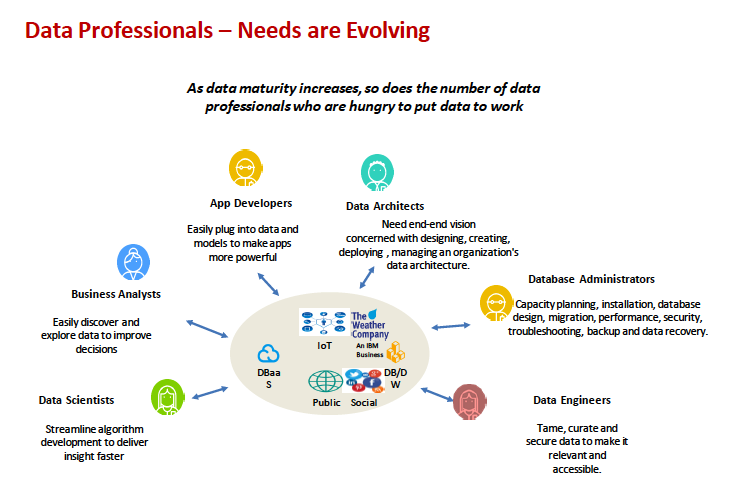 Data Professionals – Needs are Evolving
As data maturity increases, so does the number of data
professionals who are hungry to put data to work
App Developers
Easily plug into data and
models to make apps
more powerful
Data Architects
Need end-end vision
concerned with designing, creating,
deploying , managing an organization's
data architecture.
Business Analysts
Easily discover and
explore data to improve
decisions
Database Administrators
Capacity planning, installation, database
design, migration, performance, security,
troubleshooting, backup and data recovery.
Data Scientists
Streamline algorithm
development to deliver
insight faster
Data Engineers
Tame, curate and
secure data to make it
relevant and
accessible.
IoT
The
Weather
Company
An IBM
Business
DBaa
S
DB/D
W
Public
Social